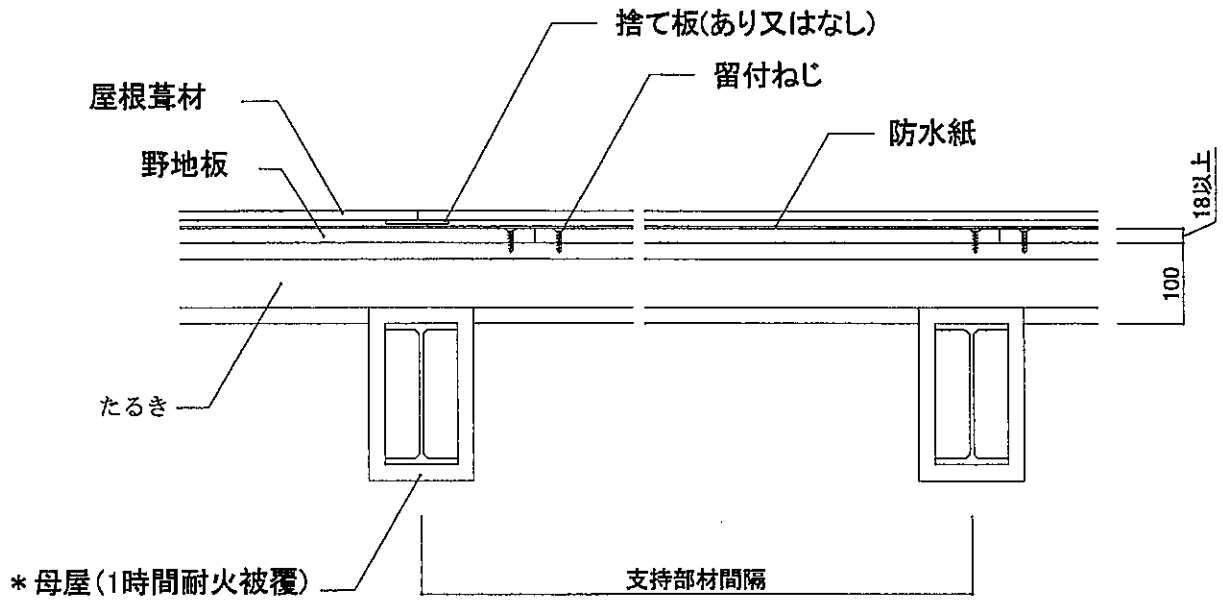 捨て板(あり又はなし)
留付ねじ
屋根葺材
防水紙
野地板
18以上
100
たるき
*母屋(1時間耐火被覆)
支持部材間隔